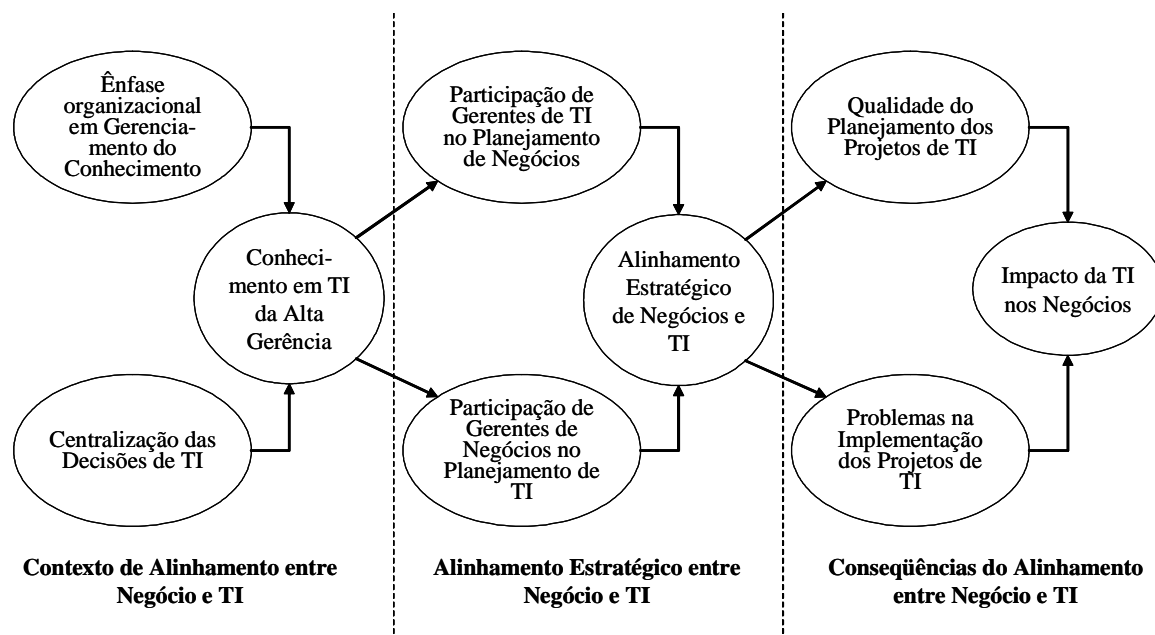 Ênfase
organizacional
em Gerencia-
mento do
Conhecimento
Centralização das
Decisões de TI
Conheci-
mento em TI
da Alta
Gerência
Contexto de Alinhamento entre
Negócio e TI
Participação de
Gerentes de TI
no Planejamento
de Negócios
Participação de
Gerentes de
Negócios no
Planejamento de
TI
Alinhamento
Estratégico
de Negócios e
TI
Alinhamento Estratégico entre
Negócio e TI
Qualidade do
Planejamento dos
Projetos de TI
Problemas na
Implementação
dos Projetos de
TI
Impacto da TI
nos Negócios
Conseqüências do Alinhamento
entre Negócio e TI